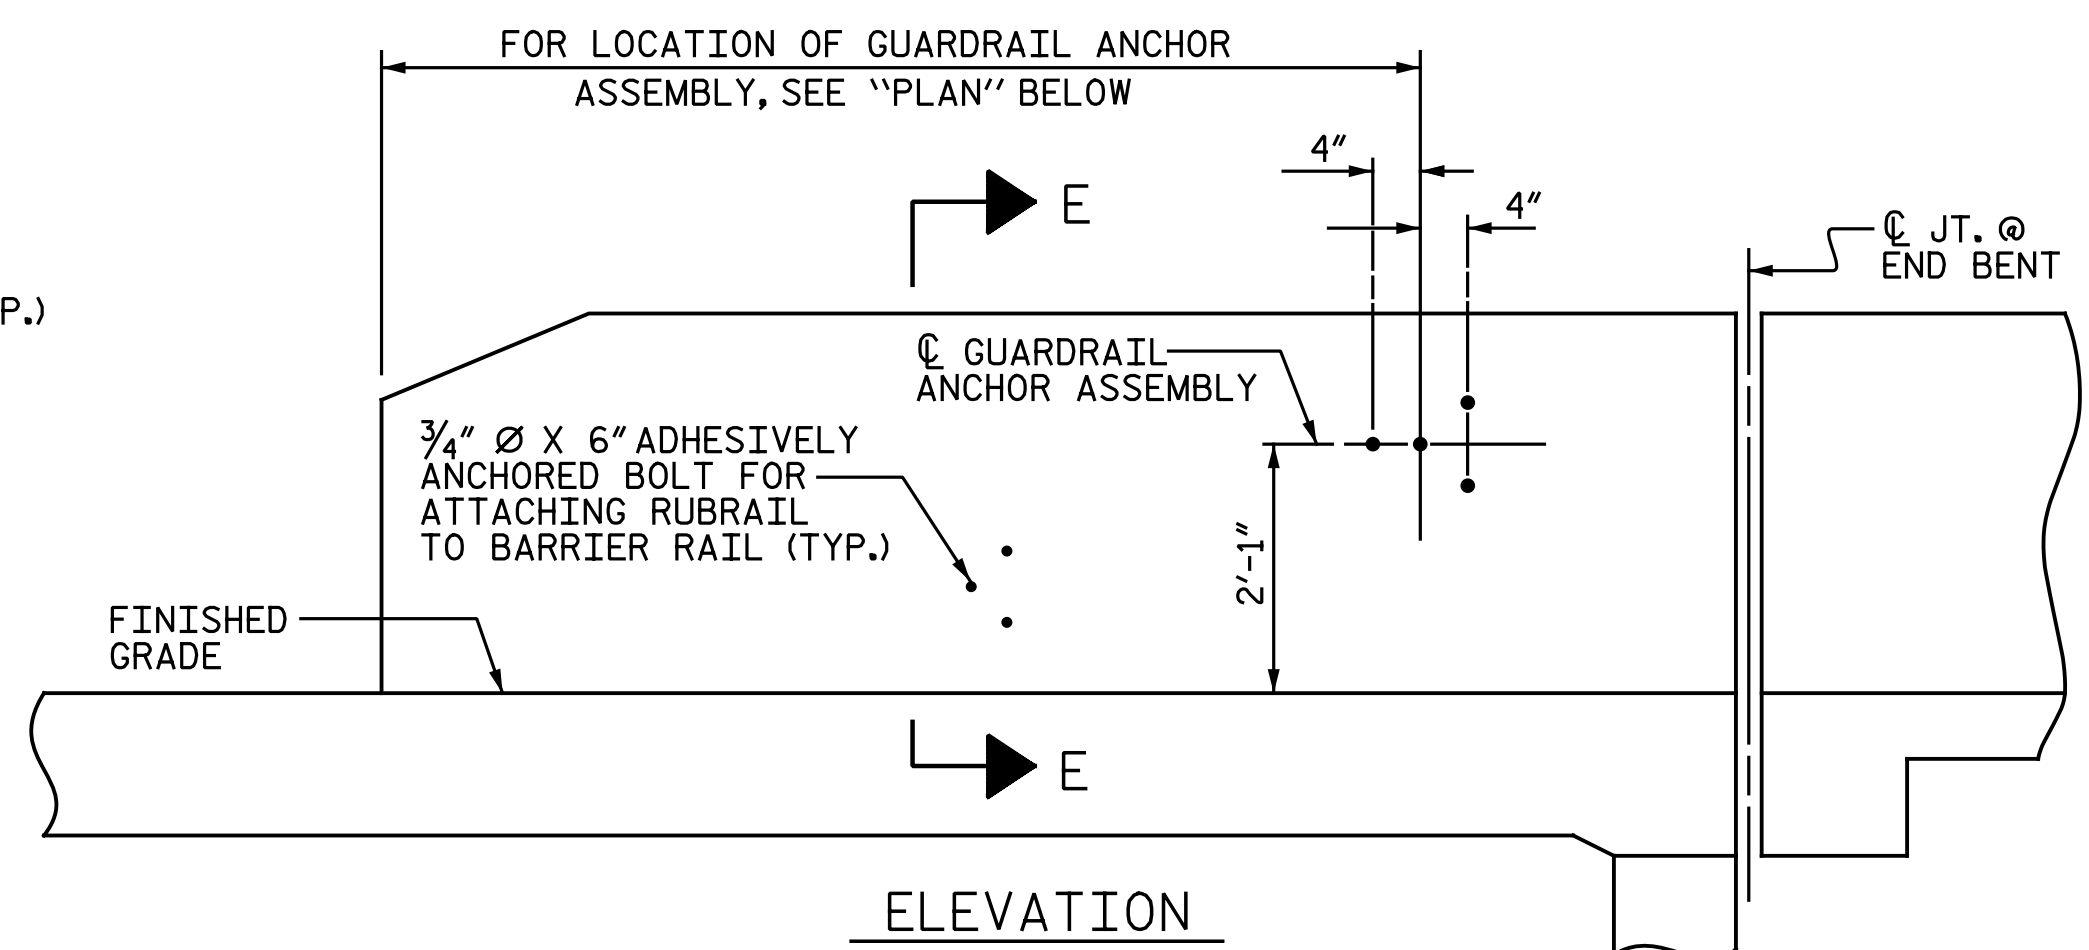 FOR LOCATION OF GUARDRAIL ANCHOR
ASSEMBLY, SEE "PLAN" BELOW
4"
4"
E
℄ JT. @
END BENT
P.)
℄ GUARDRAIL
ANCHOR ASSEMBLY
3/4" Ø X 6" ADHESIVELY
ANCHORED BOLT FOR
ATTACHING RUBRAIL
TO BARRIER RAIL (TYP.)
2'-1"
FINISHED
GRADE
E
ELEVATION